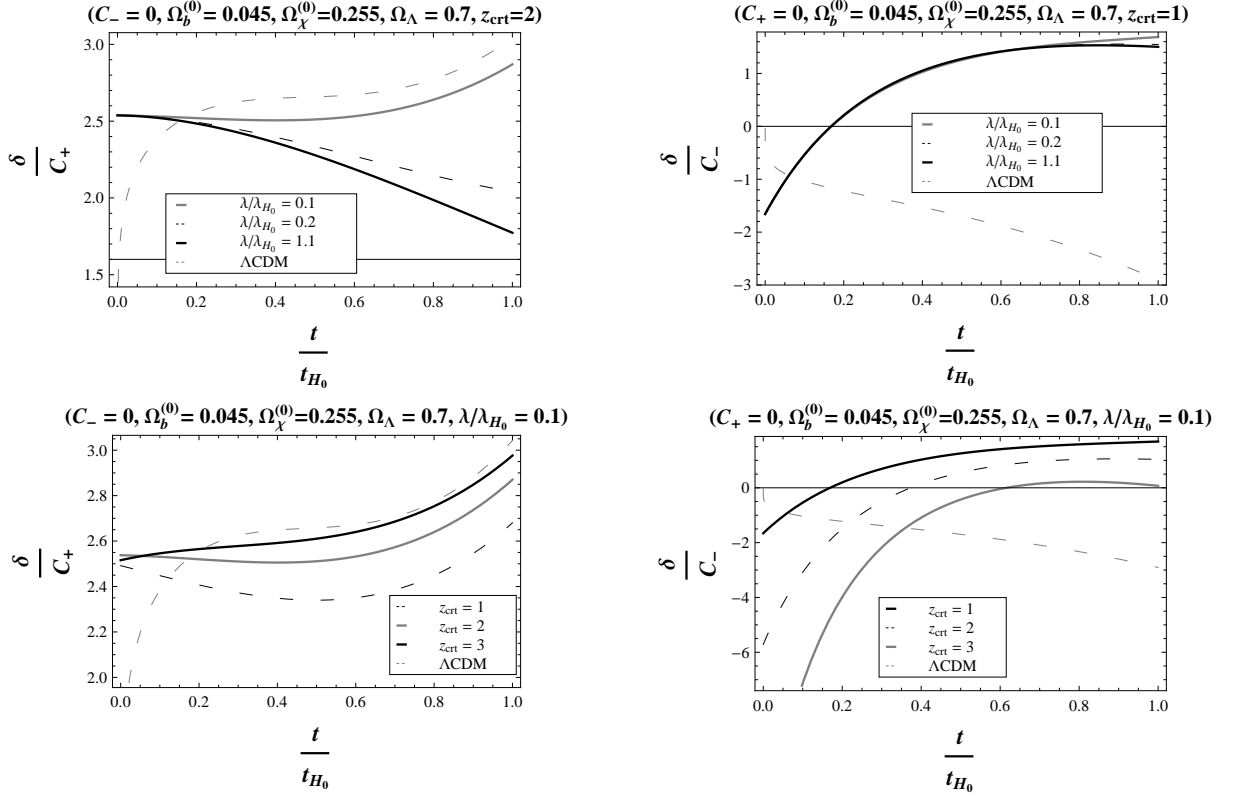 (C₋ = 0, Ω_b^(0) = 0.045, Ω_χ^(0)=0.255, Ω_Λ = 0.7, z_crt=2)
3.0
2.5
2.0
1.5
δ
C₊
λ/λ_H₀ = 0.1
λ/λ_H₀ = 0.2
λ/λ_H₀ = 1.1
ΛCDM
0.0 0.2 0.4 0.6 0.8 1.0
t
t_H₀
(C₊ = 0, Ω_b^(0) = 0.045, Ω_χ^(0)=0.255, Ω_Λ = 0.7, z_crt=1)
1
0
−1
−2
−3
δ
C₋
λ/λ_H₀ = 0.1
λ/λ_H₀ = 0.2
λ/λ_H₀ = 1.1
ΛCDM
0.0 0.2 0.4 0.6 0.8 1.0
t
t_H₀
(C₋ = 0, Ω_b^(0) = 0.045, Ω_χ^(0)=0.255, Ω_Λ = 0.7, λ/λ_H₀ = 0.1)
3.0
2.8
2.6
2.4
2.2
2.0
δ
C₊
z_crt = 1
z_crt = 2
z_crt = 3
ΛCDM
0.0 0.2 0.4 0.6 0.8 1.0
t
t_H₀
(C₊ = 0, Ω_b^(0) = 0.045, Ω_χ^(0)=0.255, Ω_Λ = 0.7, λ/λ_H₀ = 0.1)
0
−2
−4
−6
δ
C₋
z_crt = 1
z_crt = 2
z_crt = 3
ΛCDM
0.0 0.2 0.4 0.6 0.8 1.0
t
t_H₀